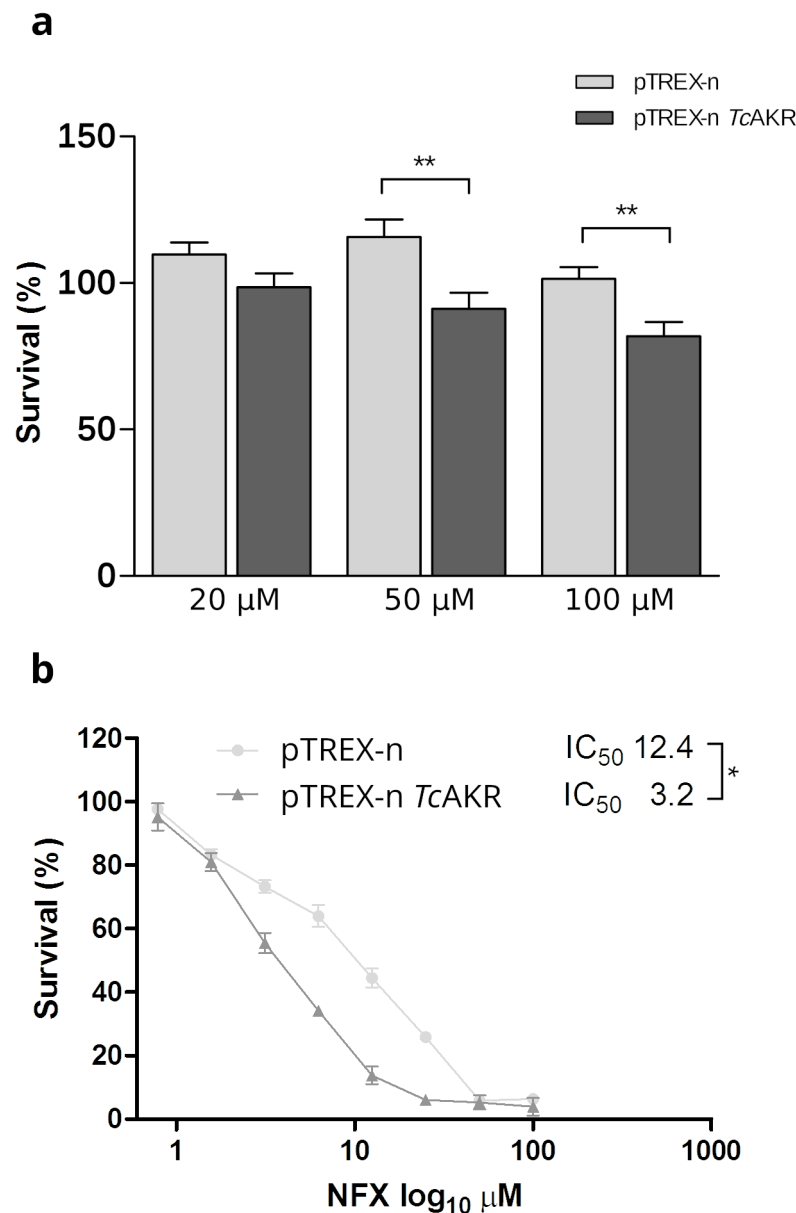 a
pTREX-n
pTREX-n TcAKR
150
100
50
0
Survival (%)
**
**
20 μM
50 μM
100 μM
b
120
100
80
60
40
20
0
Survival (%)
pTREX-n
pTREX-n TcAKR
IC50 12.4
IC50 3.2
*
1
10
100
1000
NFX log10 μM